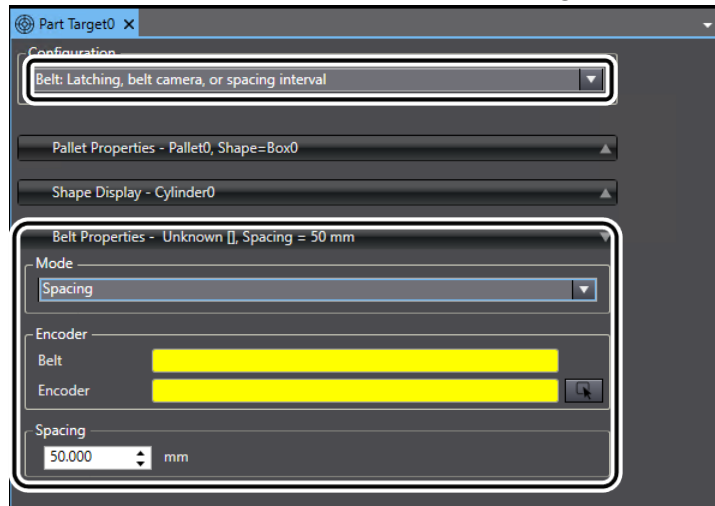 Part Target0
Configuration
Belt: Latching, belt camera, or spacing interval
Pallet Properties - Pallet0, Shape=Box0
Shape Display - Cylinder0
Belt Properties - Unknown [], Spacing = 50 mm
Mode
Spacing
Encoder
Belt
Encoder
Spacing
50.000 mm